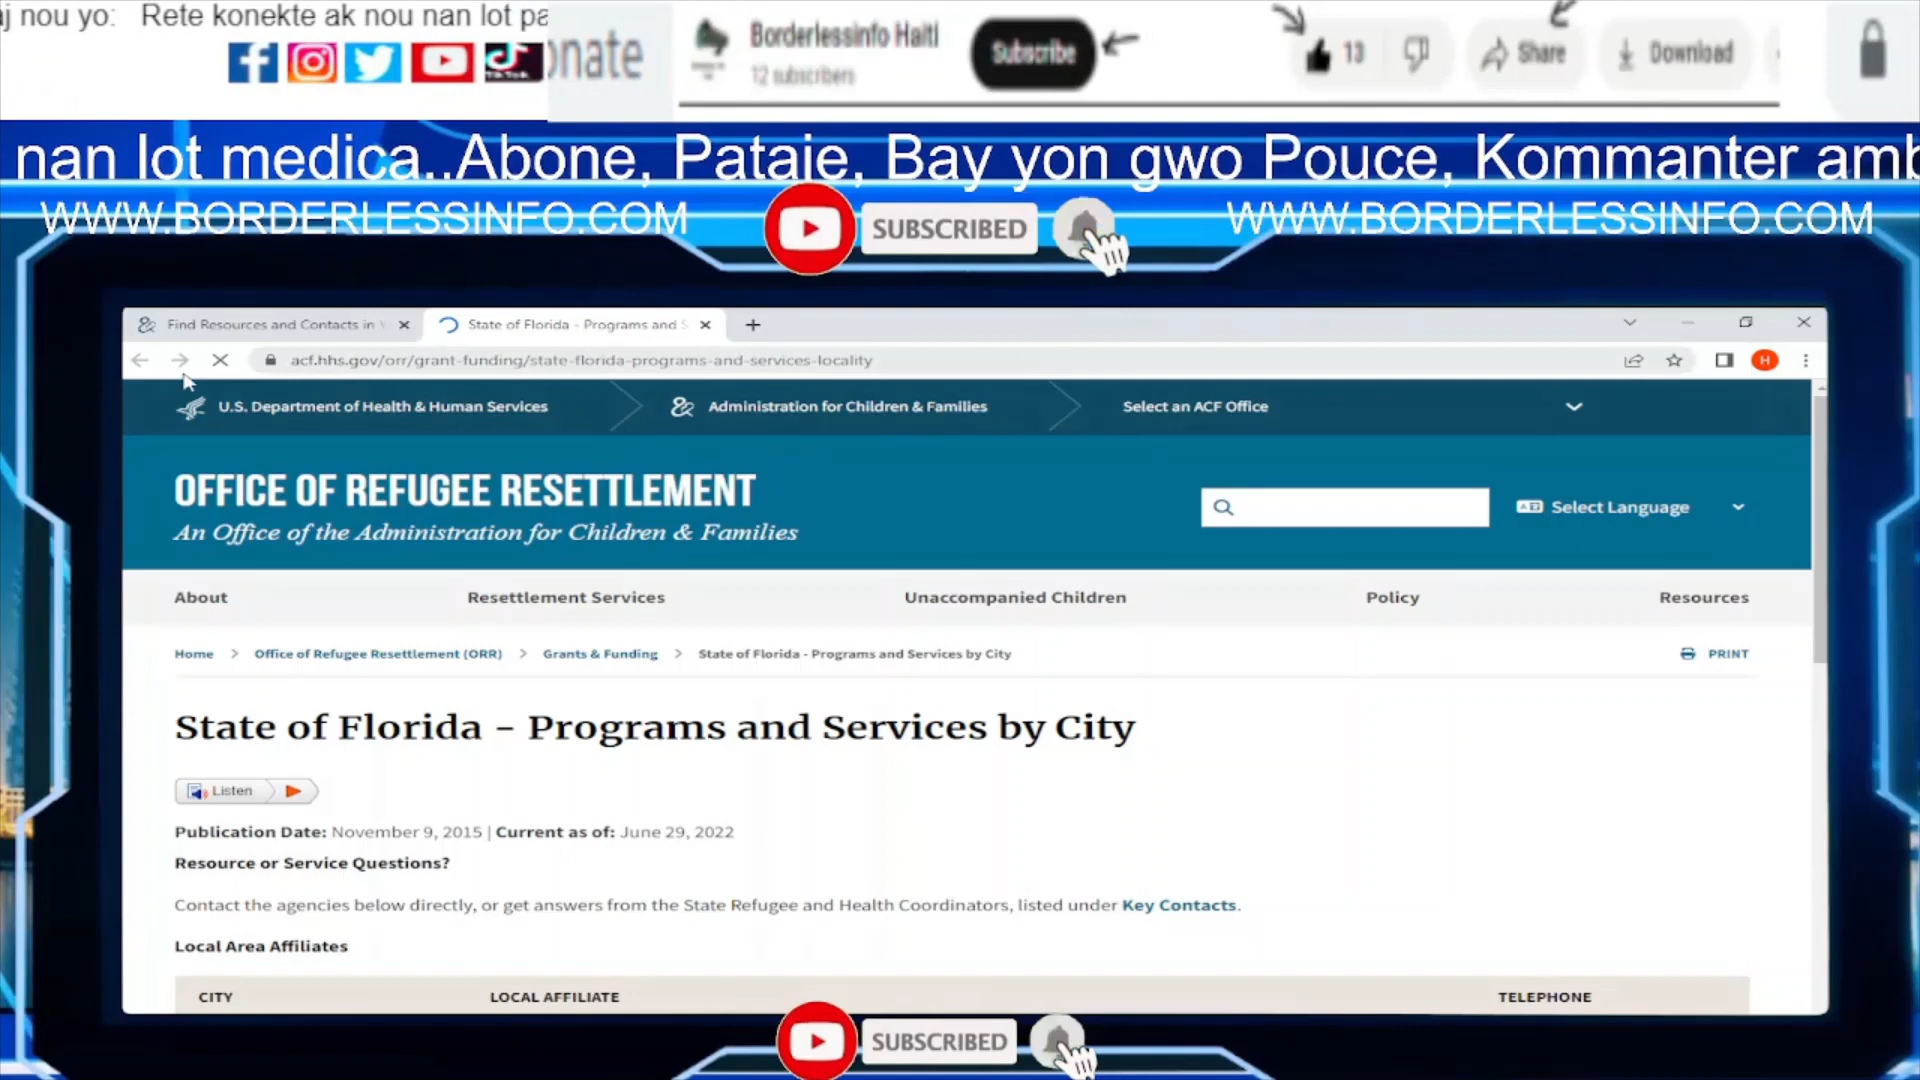 j nou yo: Rete konekte ak nou nan lot pa
onate
Borderlessinfo HaitI
12 subscribers
Subscribe
13
Share
Download
nan lot medica..Abone, Pataje, Bay yon gwo Pouce, Kommanter amb
WWW.BORDERLESSINFO.COM
SUBSCRIBED
WWW.BORDERLESSINFO.COM
Find Resources and Contacts in
State of Florida - Programs and S
acf.hhs.gov/orr/grant-funding/state-florida-programs-and-services-locality
H
U.S. Department of Health & Human Services
Administration for Children & Families
Select an ACF Office
OFFICE OF REFUGEE RESETTLEMENT
An Office of the Administration for Children & Families
Select Language
About
Resettlement Services
Unaccompanied Children
Policy
Resources
Home > Office of Refugee Resettlement (ORR) > Grants & Funding > State of Florida - Programs and Services by City
PRINT
State of Florida – Programs and Services by City
Listen
Publication Date: November 9, 2015 | Current as of: June 29, 2022
Resource or Service Questions?
Contact the agencies below directly, or get answers from the State Refugee and Health Coordinators, listed under Key Contacts.
Local Area Affiliates
CITY
LOCAL AFFILIATE
TELEPHONE
SUBSCRIBED